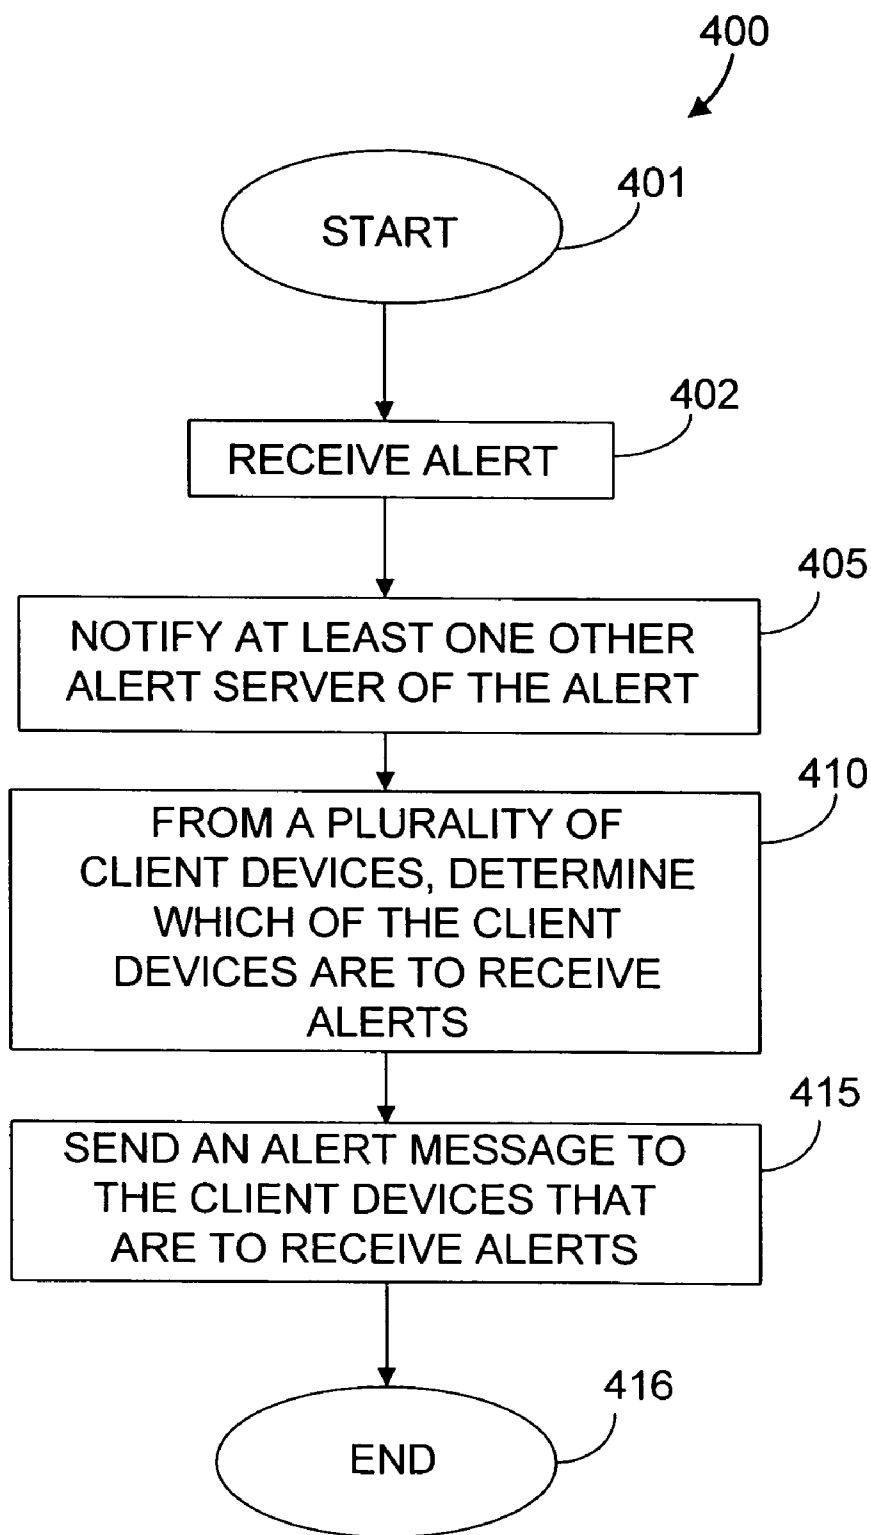 400
START
401
RECEIVE ALERT
402
NOTIFY AT LEAST ONE OTHER
ALERT SERVER OF THE ALERT
405
FROM A PLURALITY OF
CLIENT DEVICES, DETERMINE
WHICH OF THE CLIENT
DEVICES ARE TO RECEIVE
ALERTS
410
SEND AN ALERT MESSAGE TO
THE CLIENT DEVICES THAT
ARE TO RECEIVE ALERTS
415
END
416